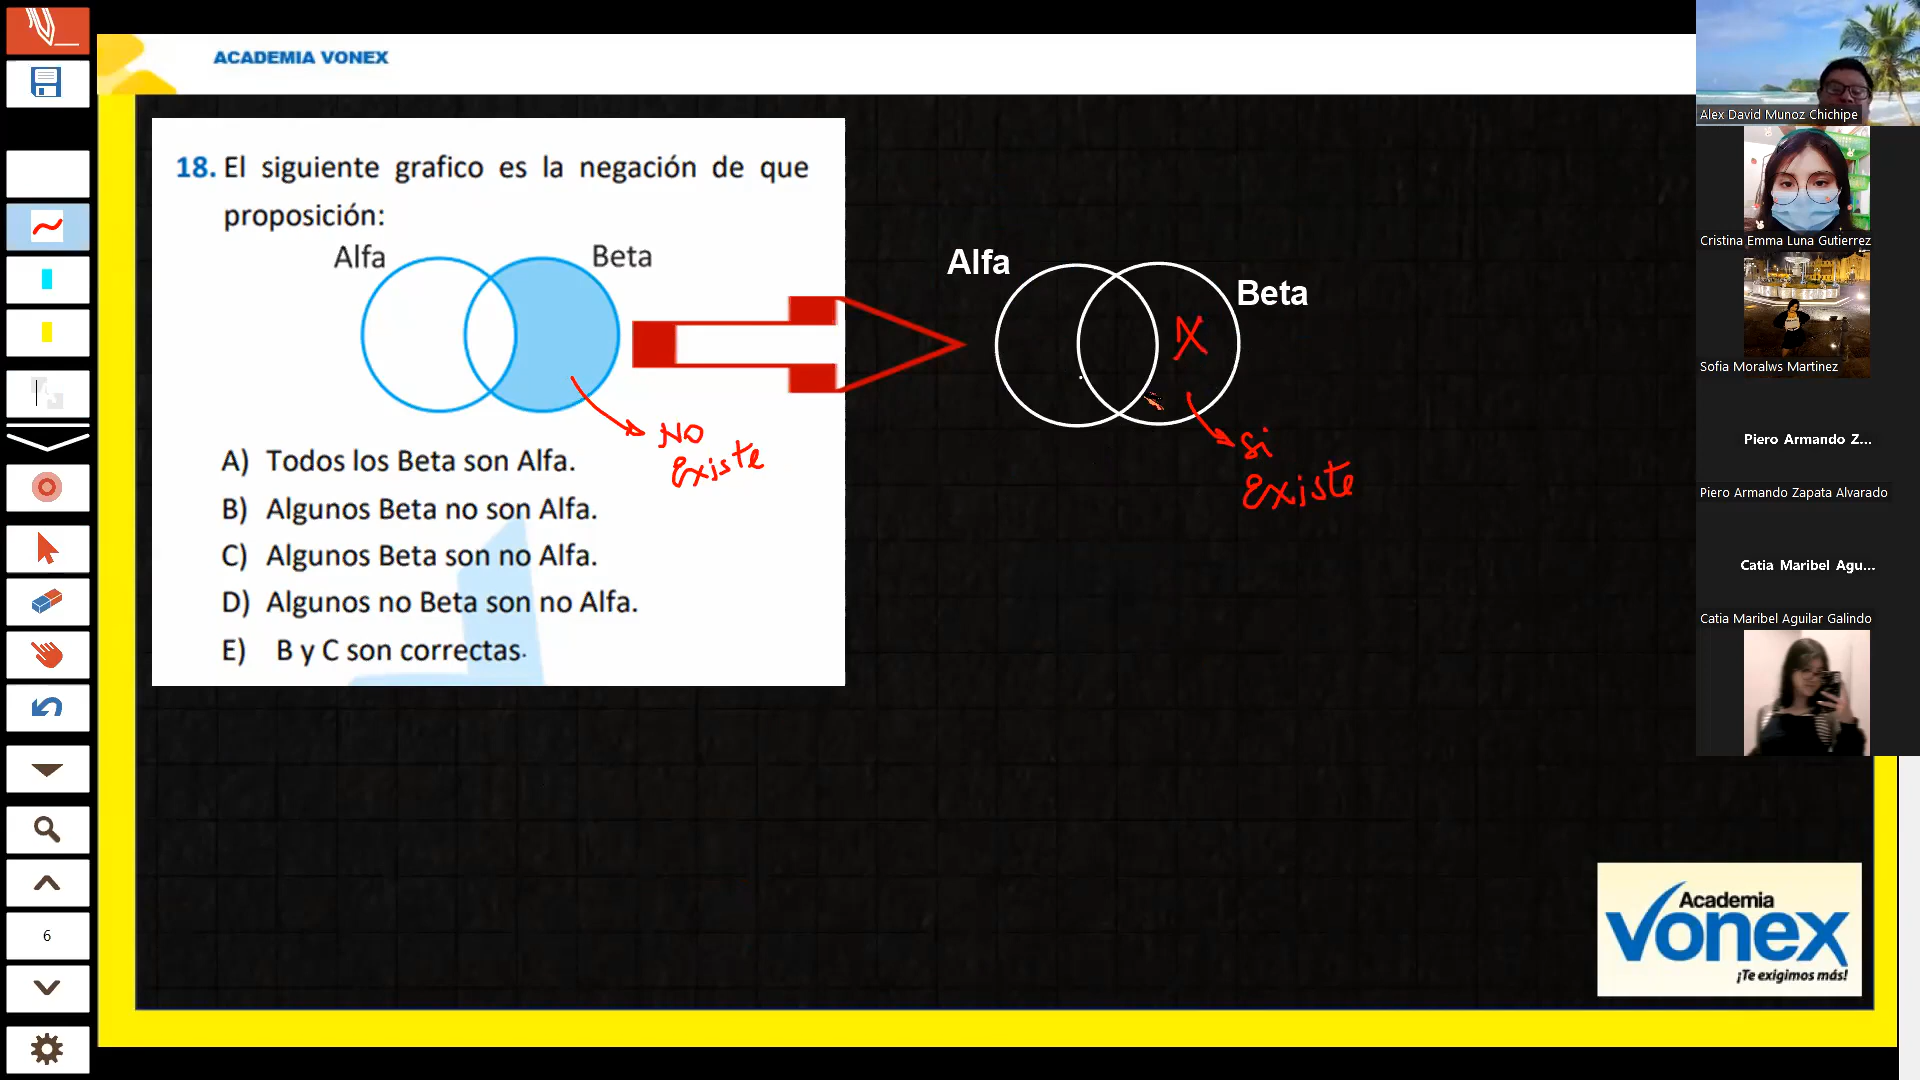 ACADEMIA VONEX
Alex David Munoz Chichipe
18. El siguiente grafico es la negación de que
proposición:
Alfa
Beta
NO
Existe
A) Todos los Beta son Alfa.
B) Algunos Beta no son Alfa.
C) Algunos Beta son no Alfa.
D) Algunos no Beta son no Alfa.
E) B y C son correctas.
Alfa
Beta
X
Si
Existe
Cristina Emma Luna Gutierrez
Sofia Moralws Martinez
Piero Armando Z...
Piero Armando Zapata Alvarado
Catia Maribel Agu...
Catia Maribel Aguilar Galindo
6
Academia
Vonex
¡Te exigimos más!